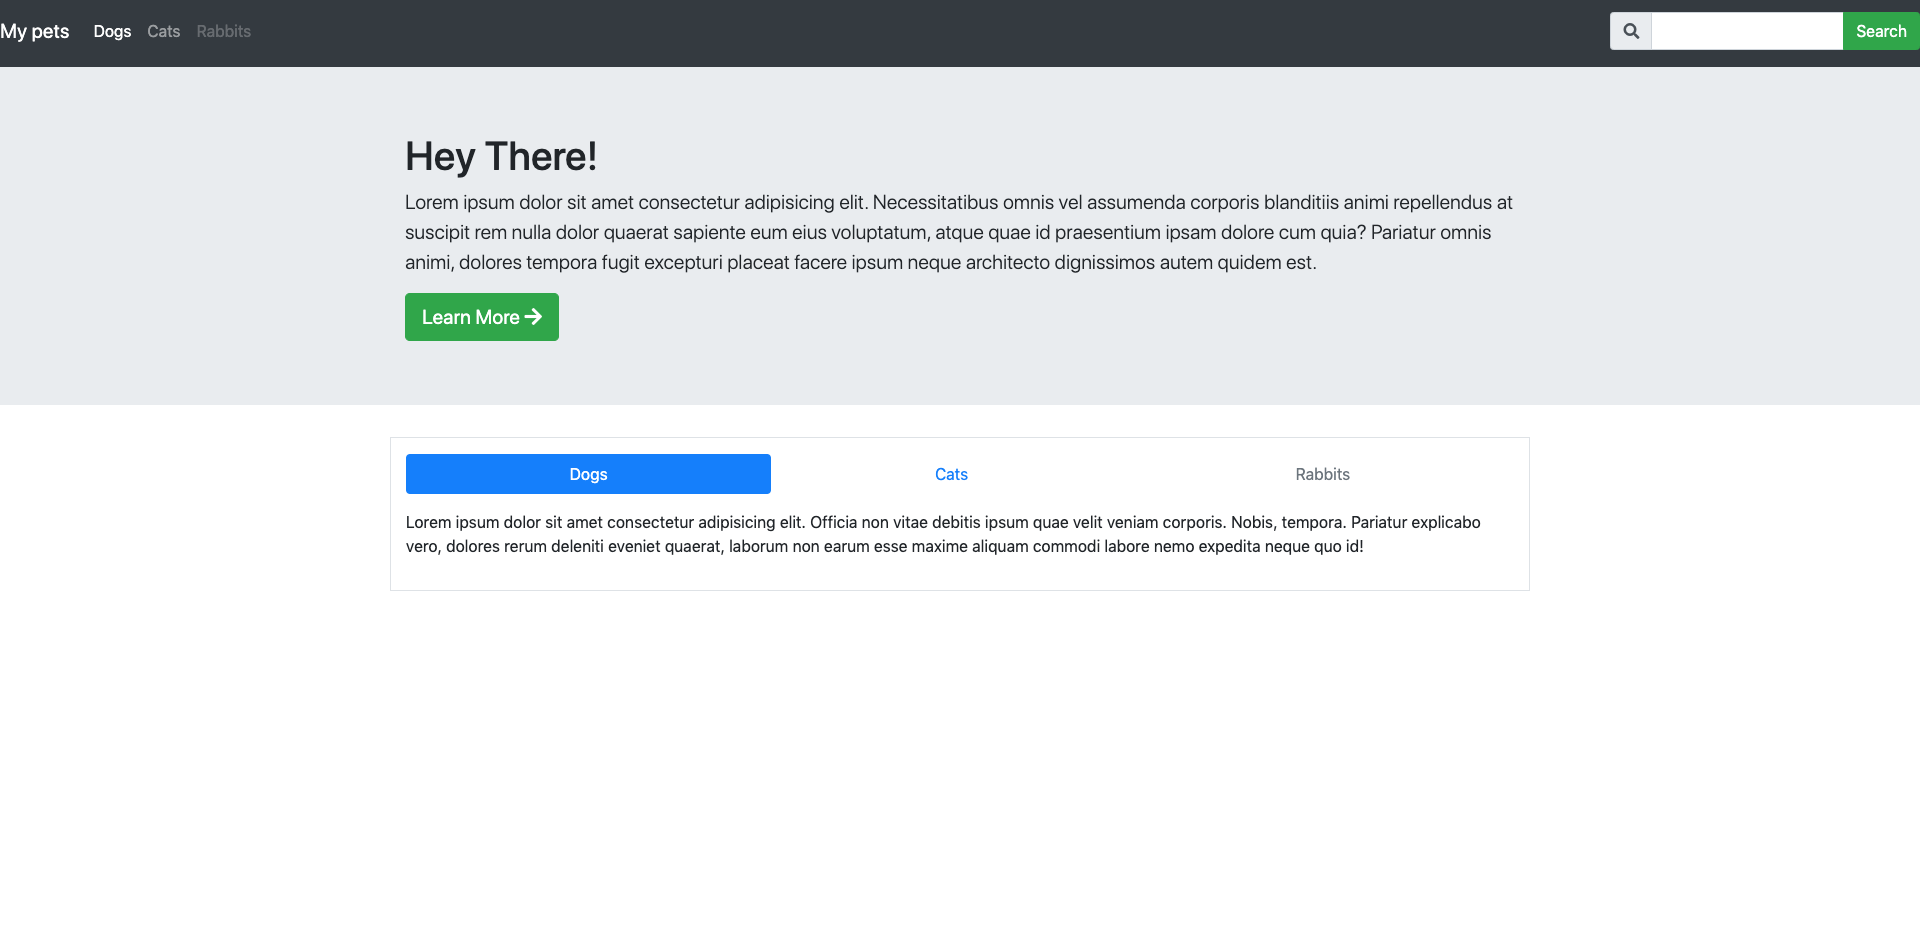 My pets Dogs Cats Rabbits Search
Hey There!
Lorem ipsum dolor sit amet consectetur adipisicing elit. Necessitatibus omnis vel assumenda corporis blanditiis animi repellendus at
suscipit rem nulla dolor quaerat sapiente eum eius voluptatum, atque quae id praesentium ipsam dolore cum quia? Pariatur omnis
animi, dolores tempora fugit excepturi placeat facere ipsum neque architecto dignissimos autem quidem est.
Learn More
Dogs Cats Rabbits
Lorem ipsum dolor sit amet consectetur adipisicing elit. Officia non vitae debitis ipsum quae velit veniam corporis. Nobis, tempora. Pariatur explicabo
vero, dolores rerum deleniti eveniet quaerat, laborum non earum esse maxime aliquam commodi labore nemo expedita neque quo id!